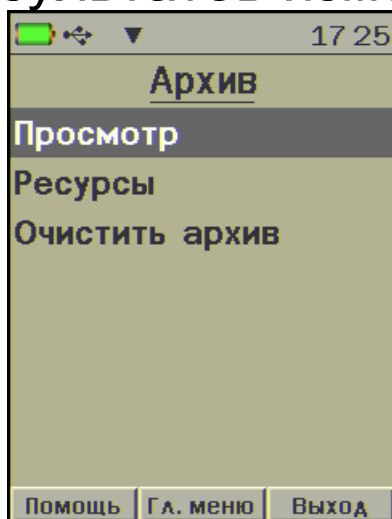 17 25
Архив
Просмотр
Ресурсы
Очистить архив
Помощь Гл. меню Выход